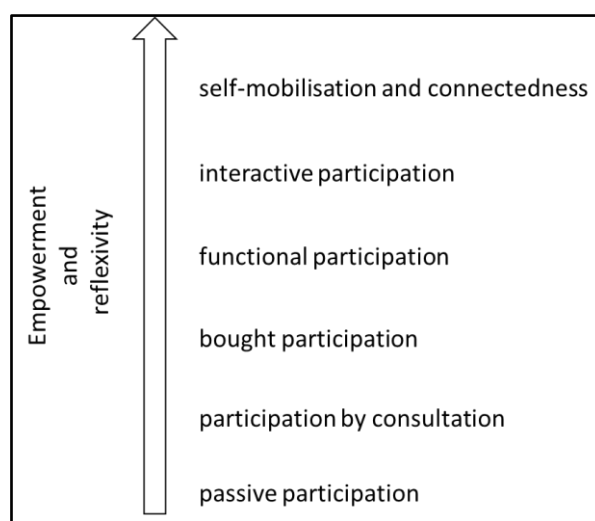 Empowerment
and
reflexivity
self-mobilisation and connectedness
interactive participation
functional participation
bought participation
participation by consultation
passive participation